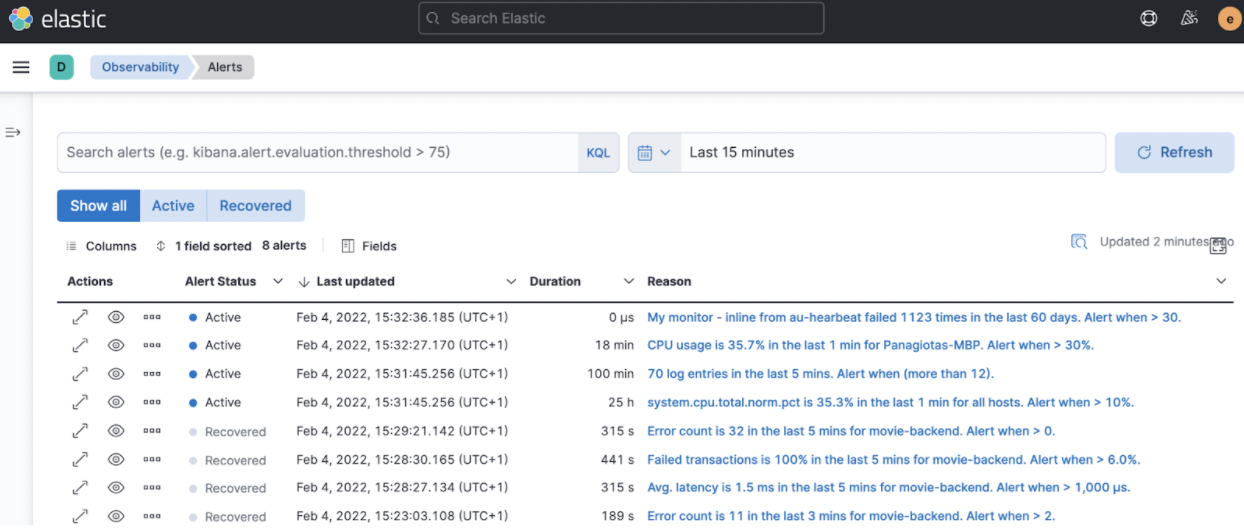 elastic
Search Elastic
e
D
Observability
Alerts
Search alerts (e.g. kibana.alert.evaluation.threshold > 75)
KQL
Last 15 minutes
Refresh
Show all
Active
Recovered
Columns
1 field sorted
8 alerts
Fields
Updated 2 minutes ago
Actions Alert Status Last updated Duration Reason
Active Feb 4, 2022, 15:32:36.185 (UTC+1) 0 µs My monitor - inline from au-hearbeat failed 1123 times in the last 60 days. Alert when > 30.
Active Feb 4, 2022, 15:32:27.170 (UTC+1) 18 min CPU usage is 35.7% in the last 1 min for Panagiotas-MBP. Alert when > 30%.
Active Feb 4, 2022, 15:31:45.256 (UTC+1) 100 min 70 log entries in the last 5 mins. Alert when (more than 12).
Active Feb 4, 2022, 15:31:45.256 (UTC+1) 25 h system.cpu.total.norm.pct is 35.3% in the last 1 min for all hosts. Alert when > 10%.
Recovered Feb 4, 2022, 15:29:21.142 (UTC+1) 315 s Error count is 32 in the last 5 mins for movie-backend. Alert when > 0.
Recovered Feb 4, 2022, 15:28:30.165 (UTC+1) 441 s Failed transactions is 100% in the last 5 mins for movie-backend. Alert when > 6.0%.
Recovered Feb 4, 2022, 15:28:27.134 (UTC+1) 315 s Avg. latency is 1.5 ms in the last 5 mins for movie-backend. Alert when > 1,000 µs.
Recovered Feb 4, 2022, 15:23:03.108 (UTC+1) 189 s Error count is 11 in the last 3 mins for movie-backend. Alert when > 2.